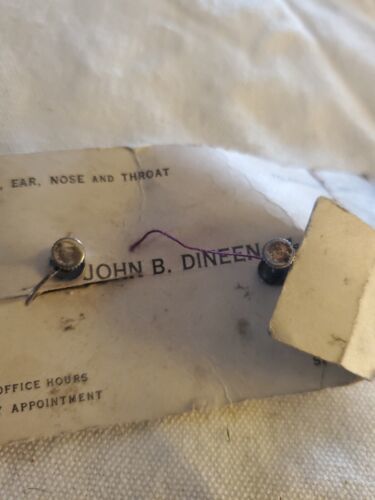 , EAR, NOSE AND THROAT
JOHN B. DINEEN
OFFICE HOURS
APPOINTMENT